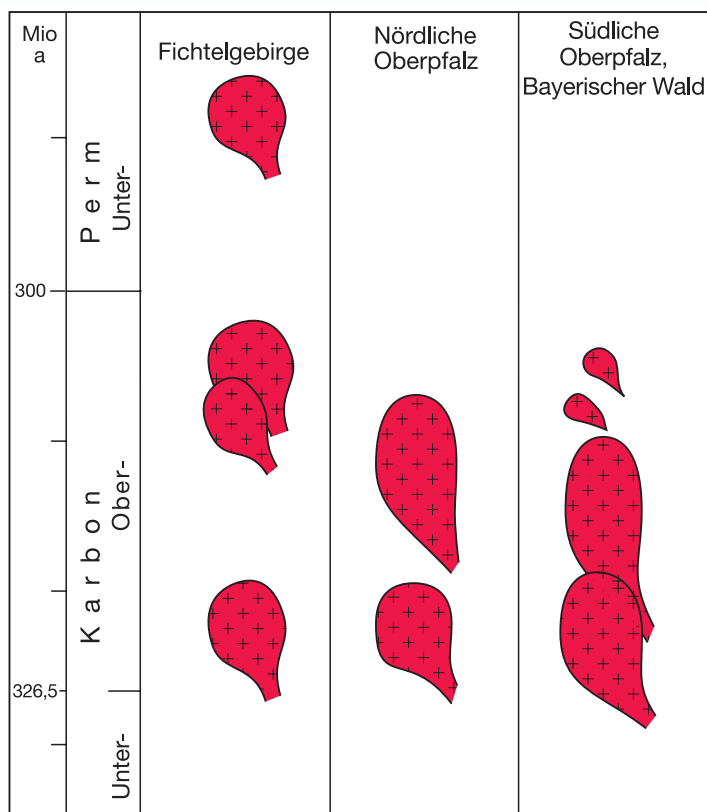 Mio
a
Fichtelgebirge
Nördliche
Oberpfalz
Südliche
Oberpfalz,
Bayerischer Wald
Perm
Unter-
300
Karbon
Ober-
326,5
Unter-